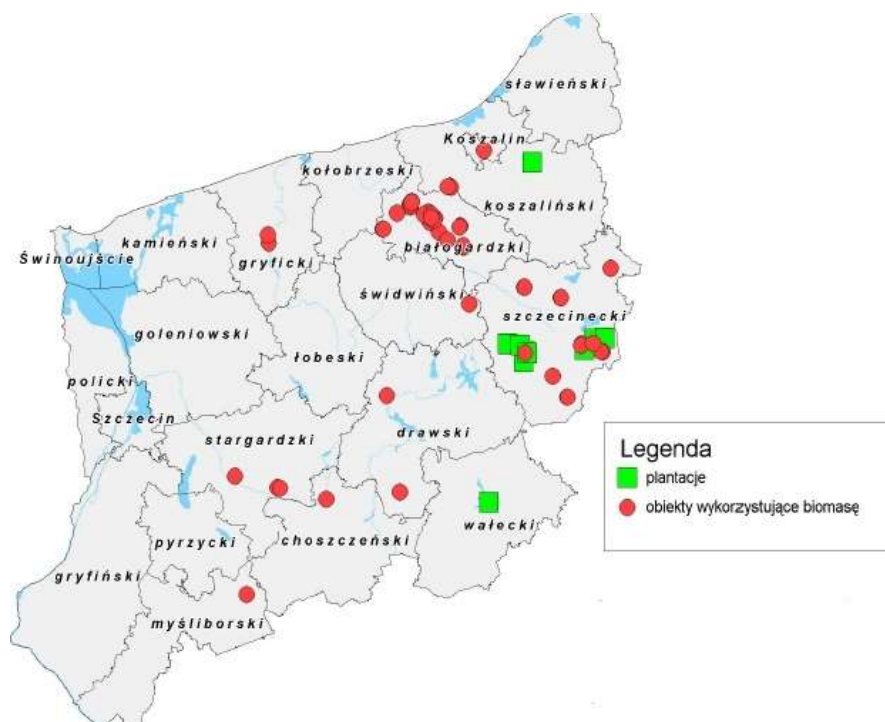 sławieński
Koszalin
kołobrzeski
koszaliński
kamieński
białogardzki
Świnoujście
gryficki
świdwiński
szczecinecki
goleniowski
łobeski
policki
Szczecin
drawski
stargardzki
Legenda
plantacje
obiekty wykorzystujące biomasę
wałecki
pyrzycki
choszczeński
gryfiński
myśliborski